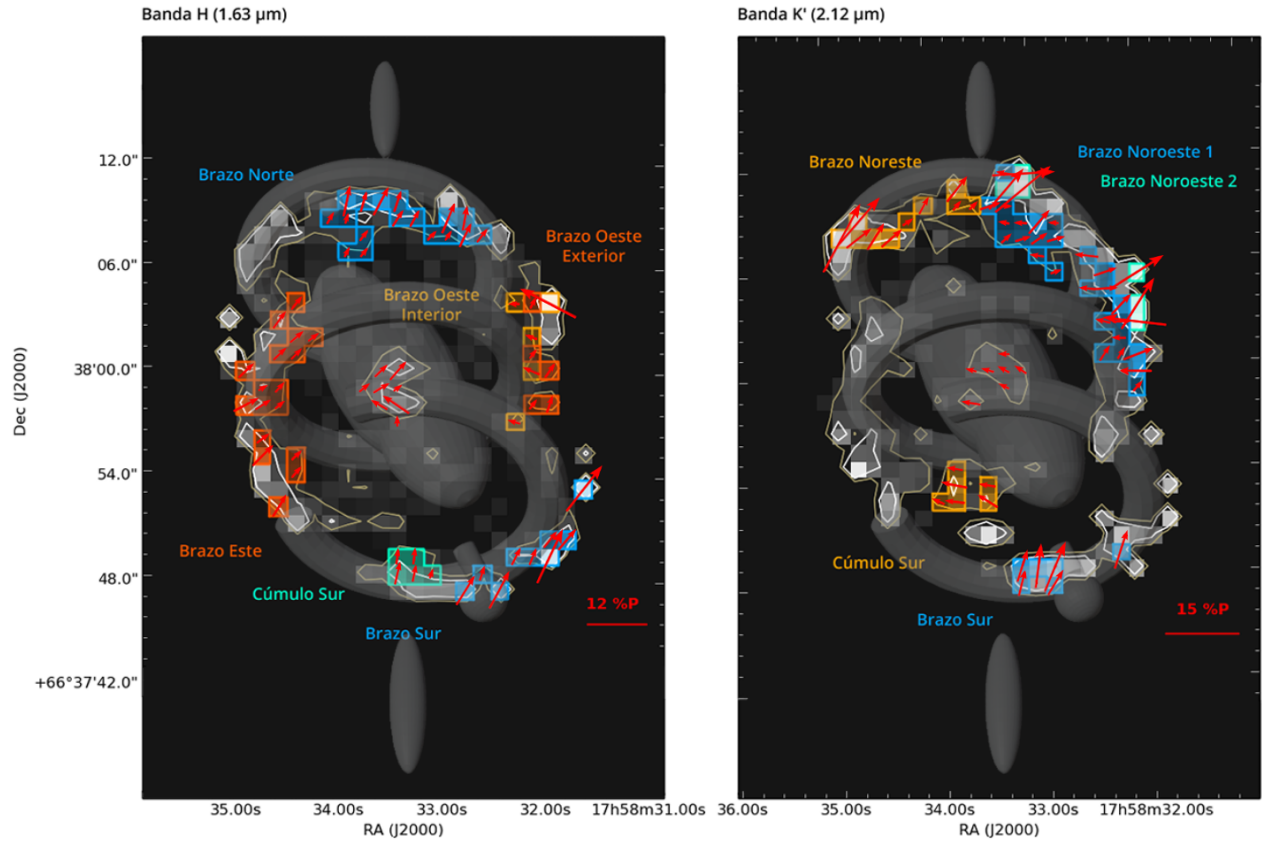 Banda H (1.63 µm)
Banda K' (2.12 µm)
Brazo Norte
Brazo Oeste
Exterior
Brazo Oeste
Interior
Brazo Este
Cúmulo Sur
Brazo Sur
12 %P
Brazo Noreste
Brazo Noroeste 1
Brazo Noroeste 2
Cúmulo Sur
Brazo Sur
15 %P
Dec (J2000)
12.0"
06.0"
38'00.0"
54.0"
48.0"
+66°37'42.0"
35.00s
34.00s
33.00s
32.00s
17h58m31.00s
RA (J2000)
36.00s
35.00s
34.00s
33.00s
17h58m32.00s
RA (J2000)